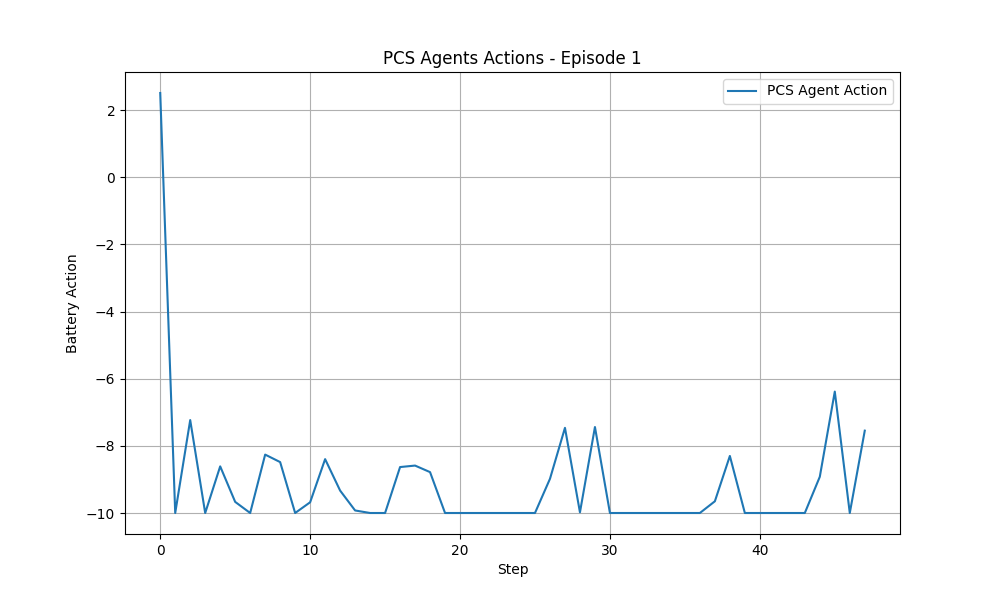 PCS Agents Actions - Episode 1
PCS Agent Action
Battery Action
2
0
−2
−4
−6
−8
−10
0 10 20 30 40
Step